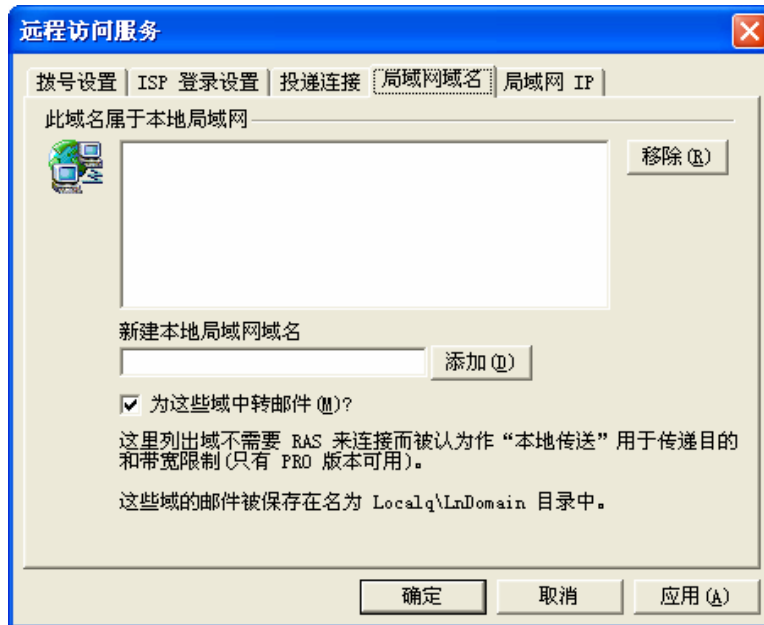 远程访问服务
拨号设置 ISP 登录设置 投递连接 局域网域名 局域网 IP
此域名属于本地局域网
移除(R)
新建本地局域网域名
添加(D)
为这些域中转邮件(M)?
这里列出域不需要 RAS 来连接而被认为作“本地传送”用于传递目的
和带宽限制(只有 PRO 版本可用)。
这些域的邮件被保存在名为 Localq\LnDomain 目录中。
确定 取消 应用(A)